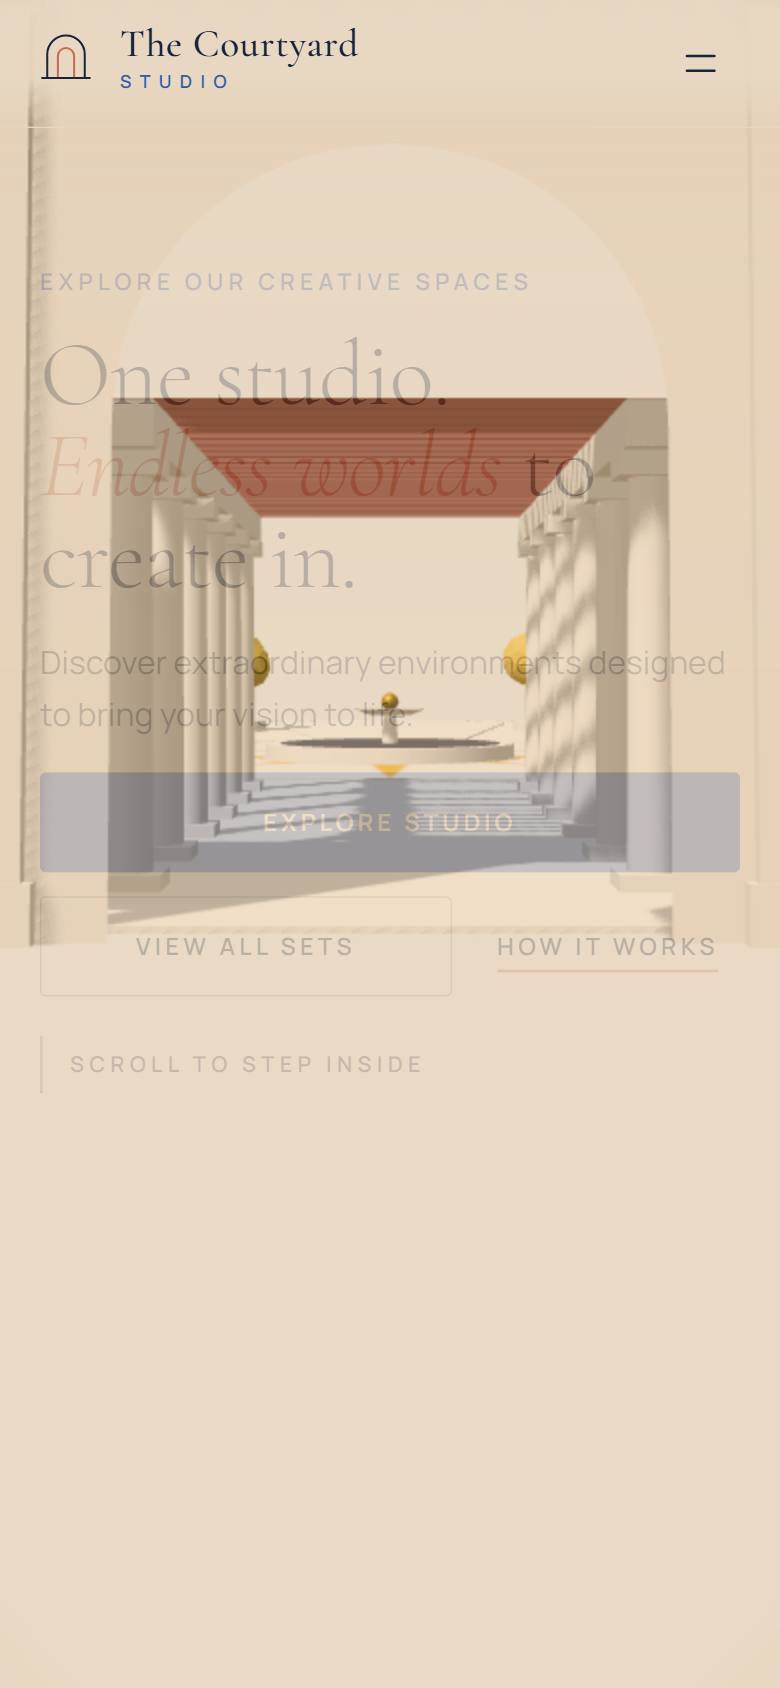 The Courtyard
STUDIO
EXPLORE OUR CREATIVE SPACES
One studio.
Endless worlds to
create in.
Discover extraordinary environments designed
to bring your vision to life.
EXPLORE STUDIO
VIEW ALL SETS
HOW IT WORKS
SCROLL TO STEP INSIDE